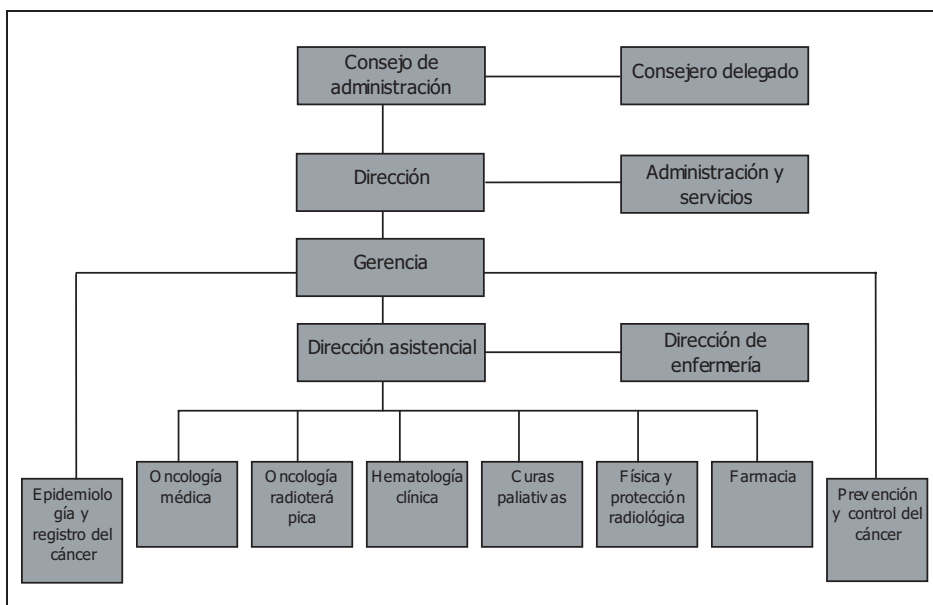 Consejo de
administración
Consejero delegado
Dirección
Administración y
servicios
Gerencia
Dirección asistencial
Dirección de
enfermería
Epidemiolo
gía y
registro del
cáncer
Oncología
médica
Oncología
radioterá
pica
Hematología
clínica
Curas
paliativas
Física y
protección
radiológica
Farmacia
Prevención
y control del
cáncer